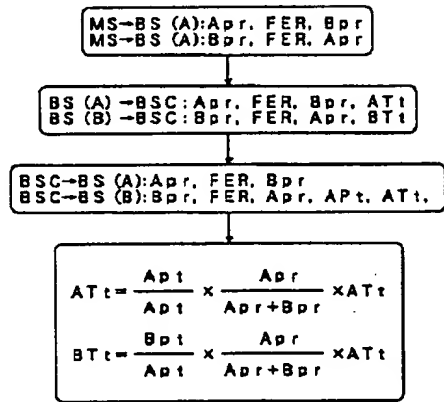 MS→BS (A):Apr, FER, Bpr
MS→BS (A):Bpr, FER, Apr
BS (A) →BSC: Apr, FER, Bpr, ATt
BS (B) →BSC: Bpr, FER, Apr, BTt
BSC→BS (A):Apr, FER, Bpr
BSC→BS (B):Bpr, FER, Apr, APt, ATt,
ATt= Apt/Apt × Apr/Apr+Bpr ×ATt
BTt= Bpt/Apt × Apr/Apr+Bpr ×ATt